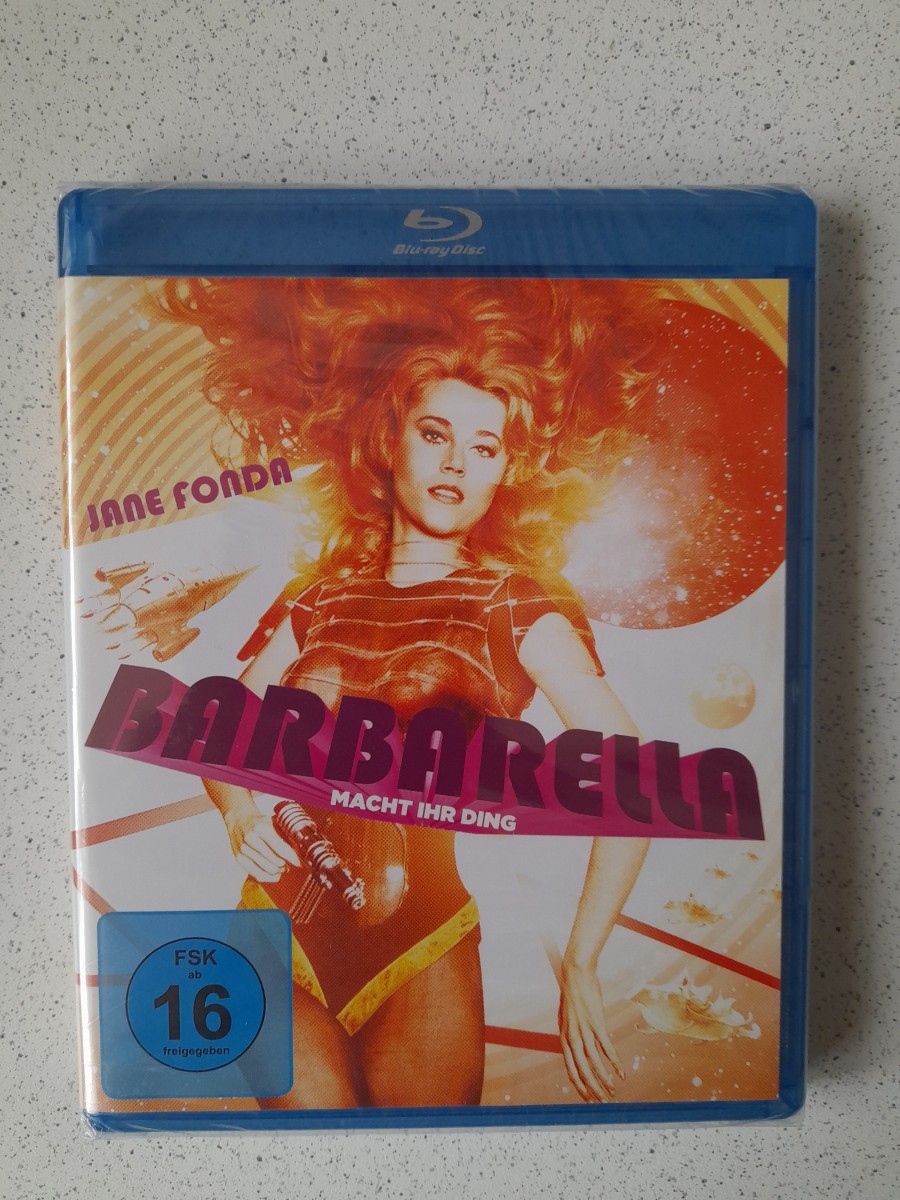 Blu-ray Disc
JANE FONDA
BARBARELLA
MACHT IHR DING
FSK
ab
16
freigegeben